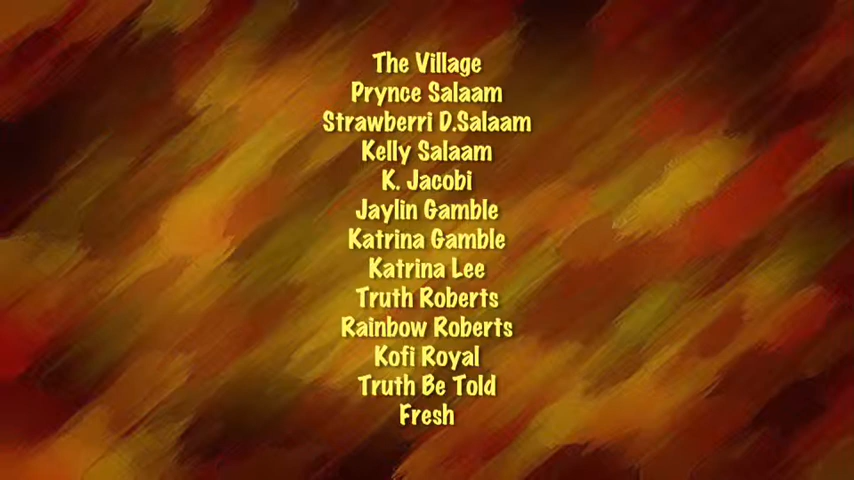 The Village
Prynce Salaam
Strawberri D.Salaam
Kelly Salaam
K. Jacobi
Jaylin Gamble
Katrina Gamble
Katrina Lee
Truth Roberts
Rainbow Roberts
Kofi Royal
Truth Be Told
Fresh